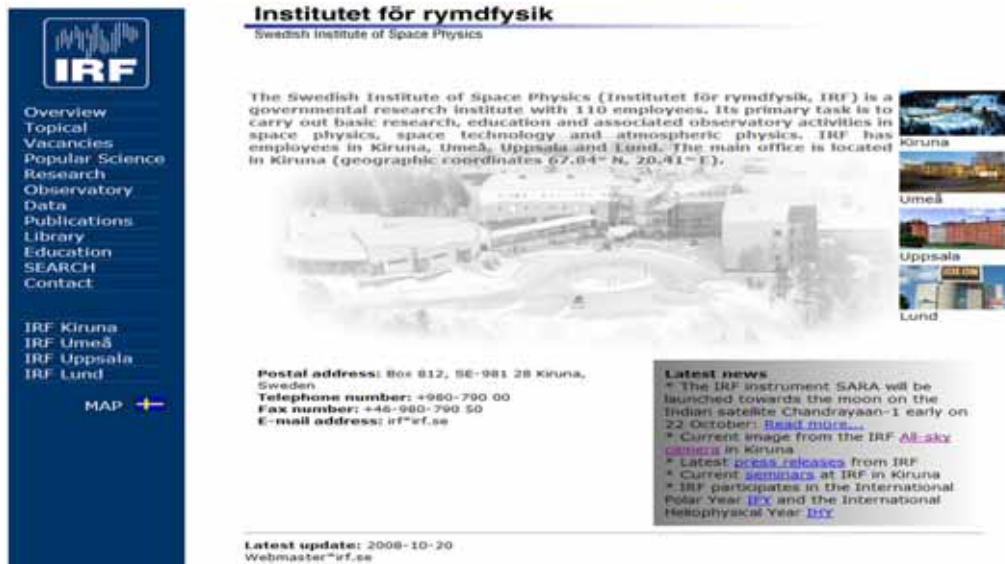 Institutet för rymdfysik
Swedish Institute of Space Physics
IRF
Overview
Topical
Vacancies
Popular Science
Research
Observatory
Data
Publications
Library
Education
SEARCH
Contact
IRF Kiruna
IRF Umeå
IRF Uppsala
IRF Lund
MAP
The Swedish Institute of Space Physics (Institutet för rymdfysik, IRF) is a
governmental research institute with 110 employees. Its primary task is to
carry out basic research, education and associated observatory activities in
space physics, space technology and atmospheric physics. IRF has
employees in Kiruna, Umeå, Uppsala and Lund. The main office is located
in Kiruna (geographic coordinates 67.84° N, 20.41° E).
Kiruna
Umeå
Uppsala
Lund
Postal address: Box 812, SE-981 28 Kiruna,
Sweden
Telephone number: +980-790 00
Fax number: +46-980-790 50
E-mail address: irf*irf.se
Latest news
* The IRF instrument SARA will be
launched towards the moon on the
Indian satellite Chandrayaan-1 early on
22 October: Read more...
* Current image from the IRF All-sky
camera in Kiruna
* Latest press releases from IRF
* Current seminars at IRF in Kiruna
* IRF participates in the International
Polar Year IPY and the International
Heliophysical Year IHY
Latest update: 2008-10-20
Webmaster*irf.se